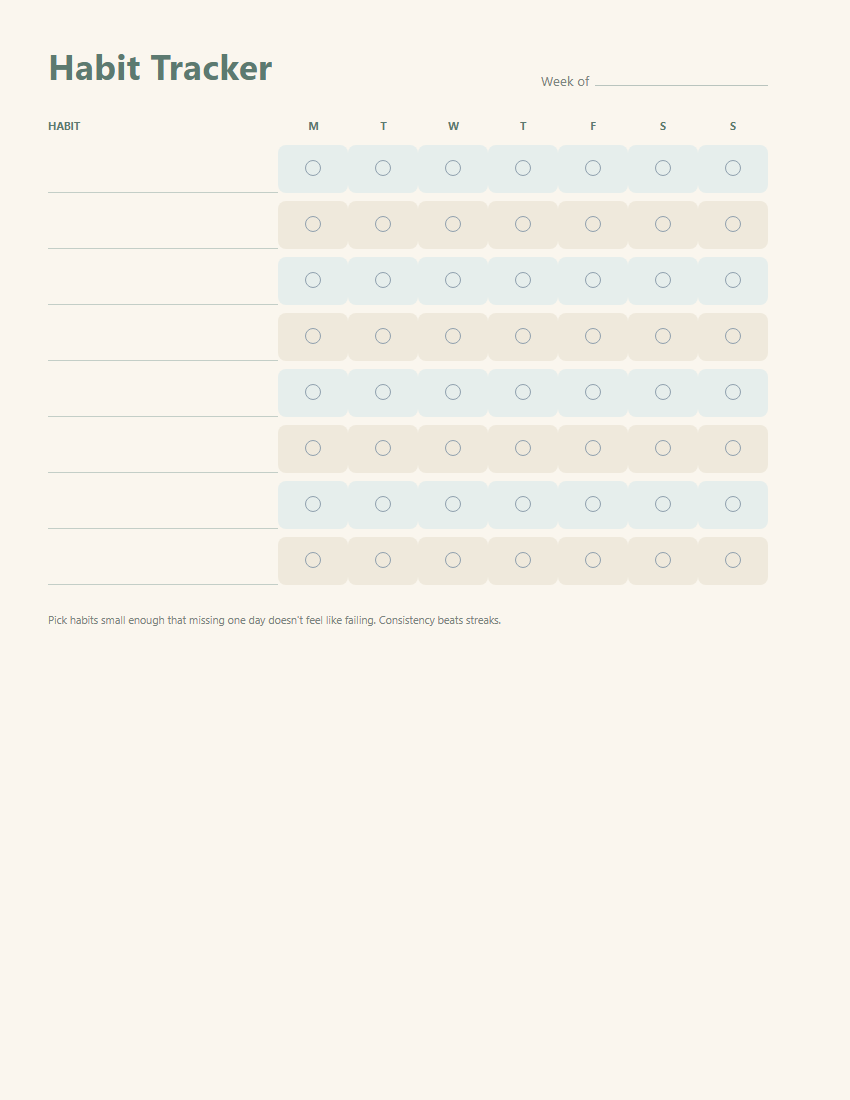 Habit Tracker
Week of
HABIT M T W T F S S
Pick habits small enough that missing one day doesn't feel like failing. Consistency beats streaks.